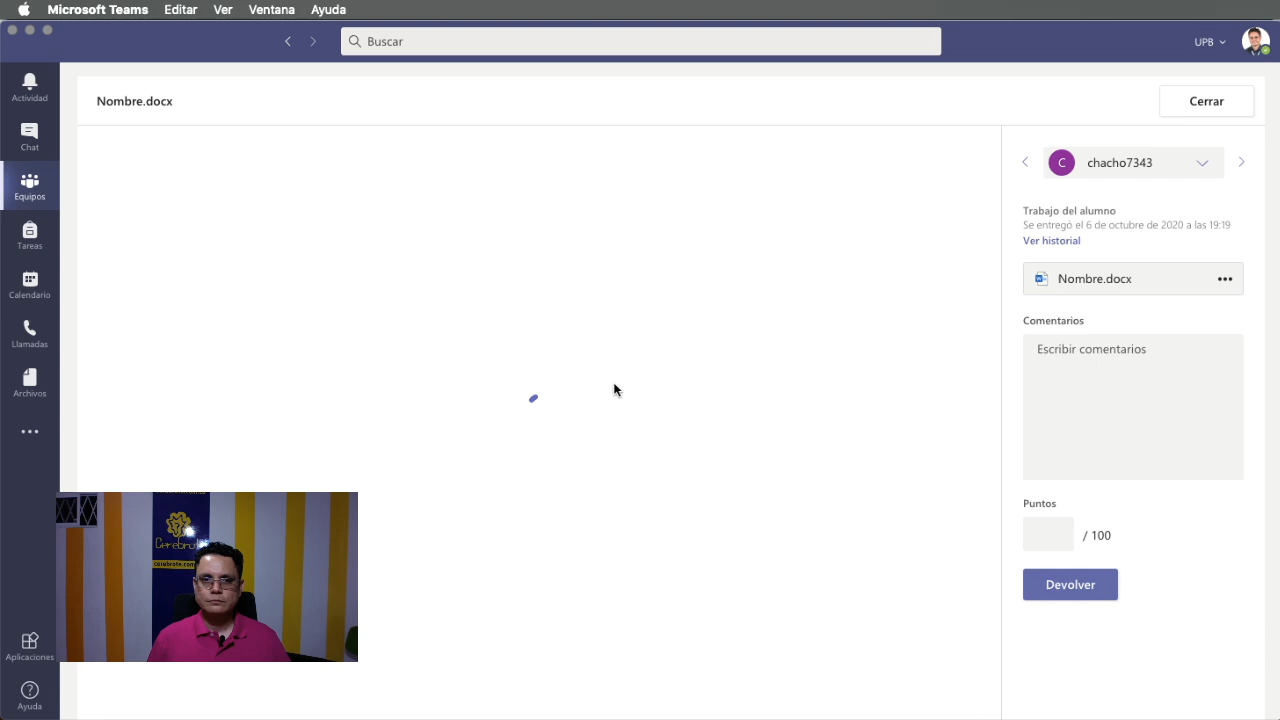 Microsoft Teams Editar Ver Ventana Ayuda
Buscar
UPB
Actividad
Chat
Equipos
Tareas
Calendario
Llamadas
Archivos
Aplicaciones
Ayuda
Nombre.docx
Cerrar
C chacho7343
Trabajo del alumno
Se entregó el 6 de octubre de 2020 a las 19:19
Ver historial
Nombre.docx
Comentarios
Escribir comentarios
Puntos
/ 100
Devolver